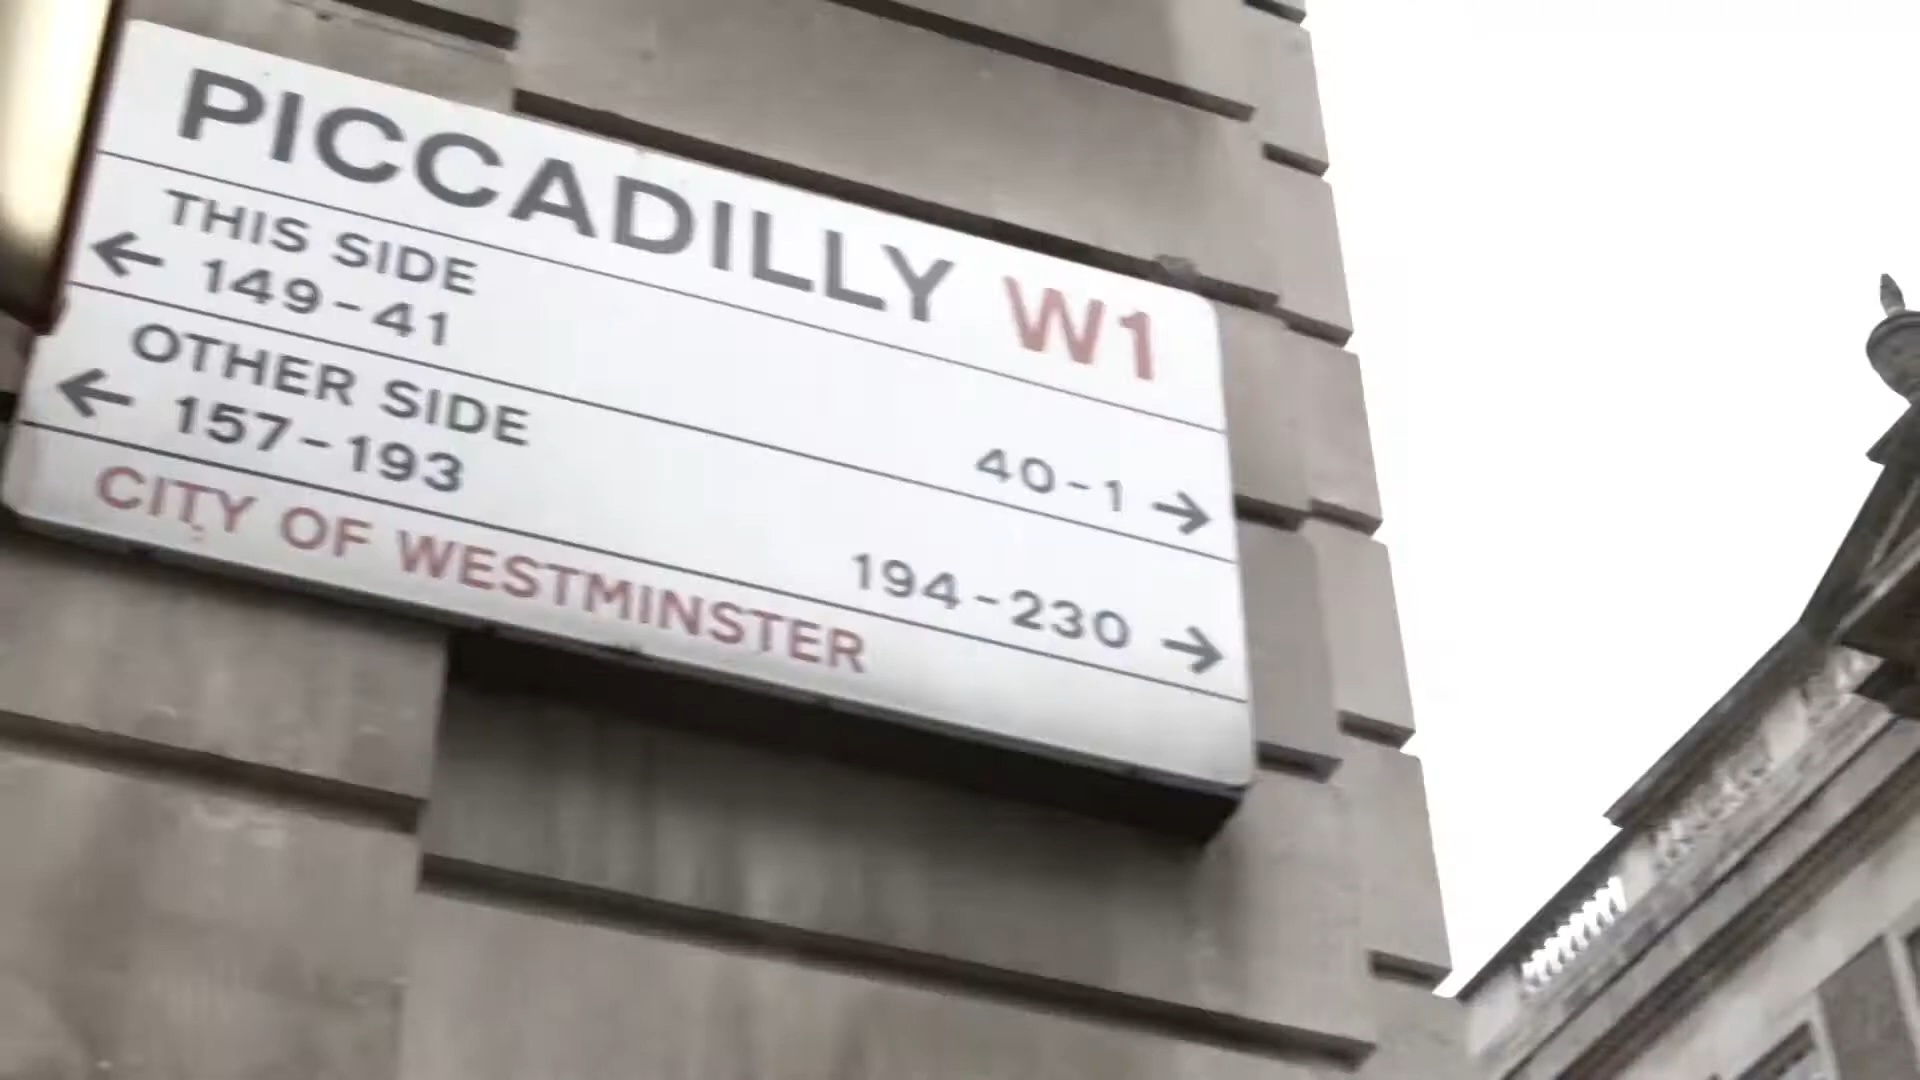 PICCADILLY W1
THIS SIDE
← 149-41
40-1 →
OTHER SIDE
← 157-193
194-230 →
CITY OF WESTMINSTER